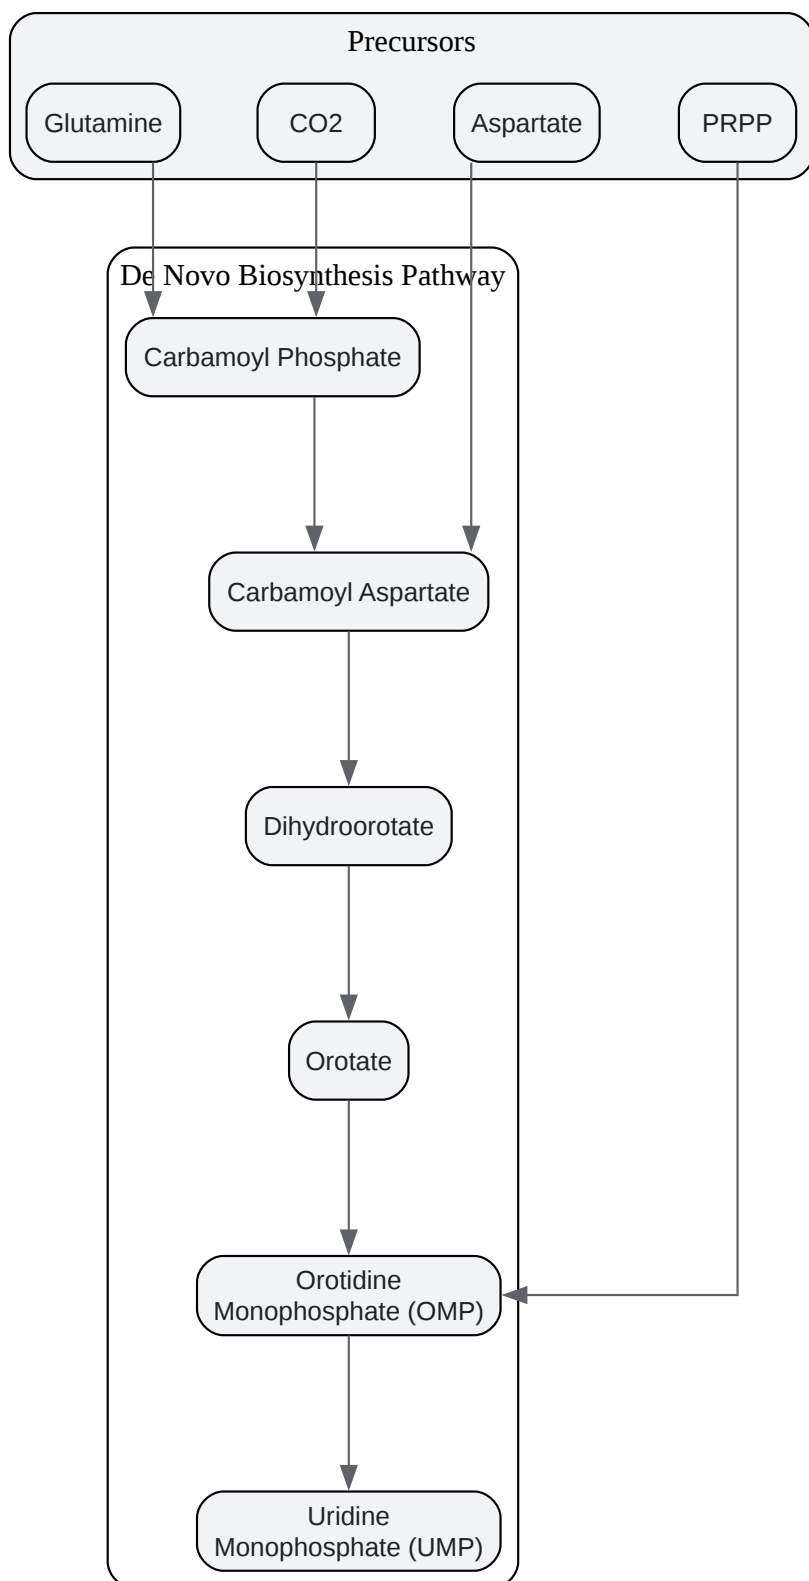 Precursors
Glutamine
CO2
Aspartate
PRPP
De Novo Biosynthesis Pathway
Carbamoyl Phosphate
Carbamoyl Aspartate
Dihydroorotate
Orotate
Orotidine
Monophosphate (OMP)
Uridine
Monophosphate (UMP)